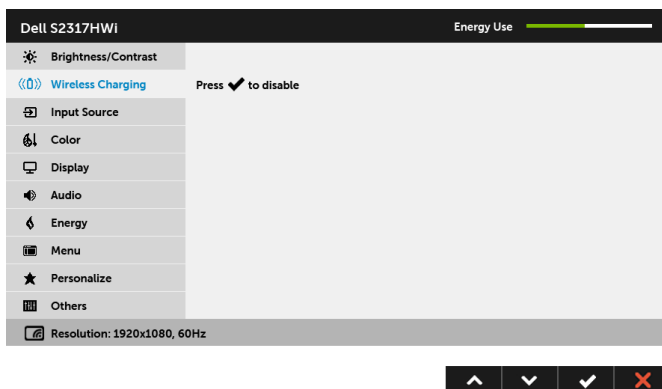 Dell S2317HWi
Energy Use
Brightness/Contrast
Wireless Charging
Press ✔ to disable
Input Source
Color
Display
Audio
Energy
Menu
Personalize
Others
Resolution: 1920x1080, 60Hz